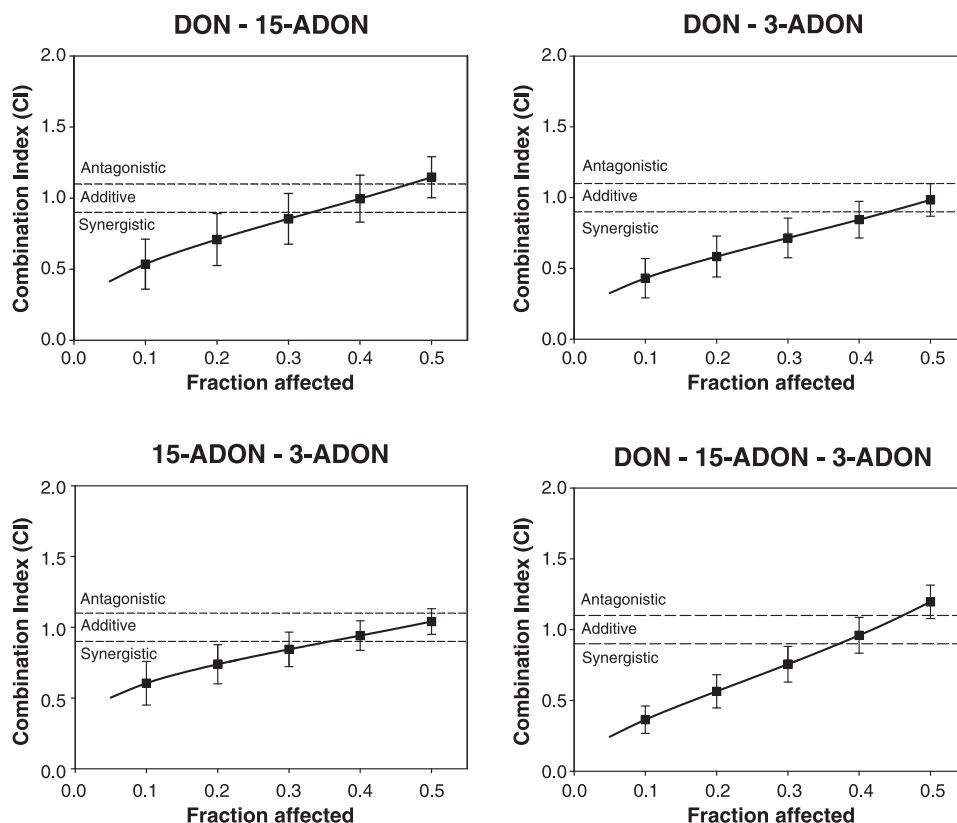 DON - 15-ADON
Combination Index (CI)
2.0
1.5
1.0
0.5
0.0
Antagonistic
Additive
Synergistic
0.0 0.1 0.2 0.3 0.4 0.5
Fraction affected
DON - 3-ADON
Combination Index (CI)
2.0
1.5
1.0
0.5
0.0
Antagonistic
Additive
Synergistic
0.0 0.1 0.2 0.3 0.4 0.5
Fraction affected
15-ADON - 3-ADON
Combination Index (CI)
2.0
1.5
1.0
0.5
0.0
Antagonistic
Additive
Synergistic
0.0 0.1 0.2 0.3 0.4 0.5
Fraction affected
DON - 15-ADON - 3-ADON
Combination Index (CI)
2.0
1.5
1.0
0.5
0.0
Antagonistic
Additive
Synergistic
0.0 0.1 0.2 0.3 0.4 0.5
Fraction affected